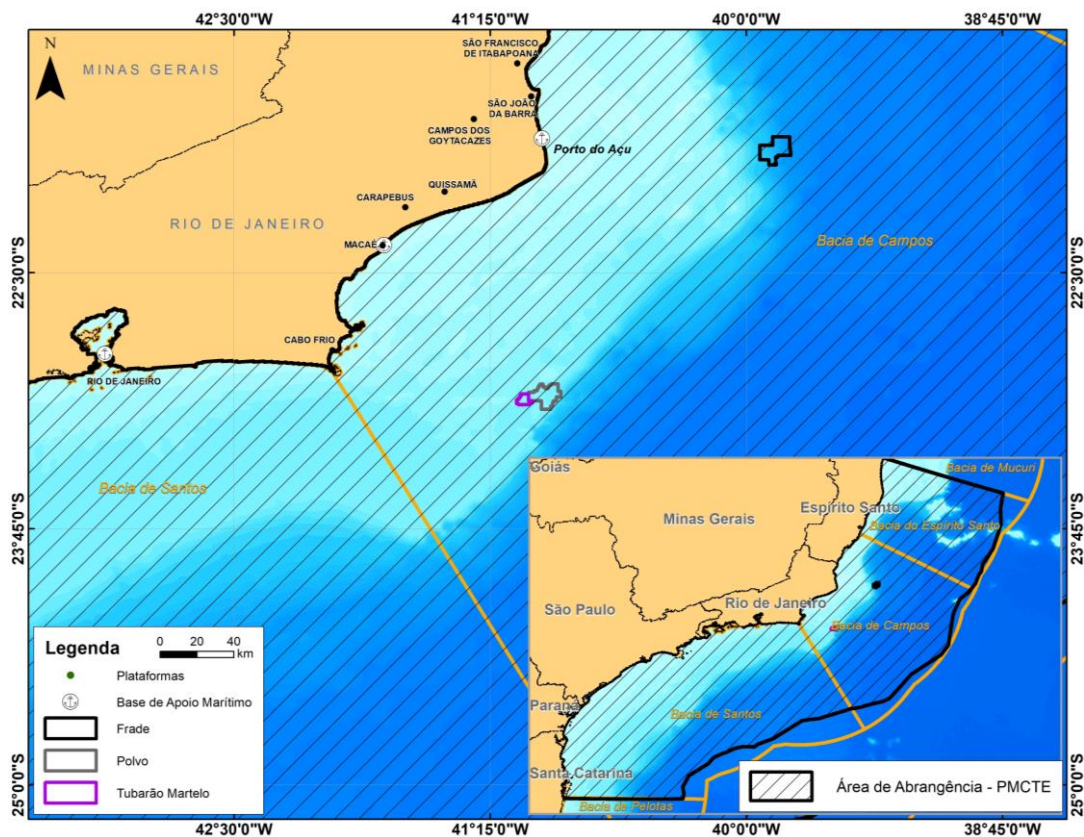 42°30'0"W 41°15'0"W 40°0'0"W 38°45'0"W
N
MINAS GERAIS
SÃO FRANCISCO
DE ITABAPOANA
SÃO JOÃO
DA BARRA
CAMPOS DOS
GOYTACAZES
Porto do Açu
QUISSAMÃ
CARAPEBUS
RIO DE JANEIRO
MACAÉ
Bacia de Campos
22°30'0"S 22°30'0"S
CABO FRIO
RIO DE JANEIRO
Bacia de Santos
23°45'0"S 23°45'0"S
Goiás
Bacia de Mucuri
Espírito Santo
Minas Gerais
Bacia do Espírito Santo
São Paulo
Rio de Janeiro
Bacia de Campos
Paraná
Bacia de Santos
Santa Catarina
Bacia de Pelotas
Área de Abrangência - PMCTE
Legenda
0 20 40
km
Plataformas
Base de Apoio Marítimo
Frade
Polvo
Tubarão Martelo
25°0'0"S 25°0'0"S
42°30'0"W 41°15'0"W 40°0'0"W 38°45'0"W